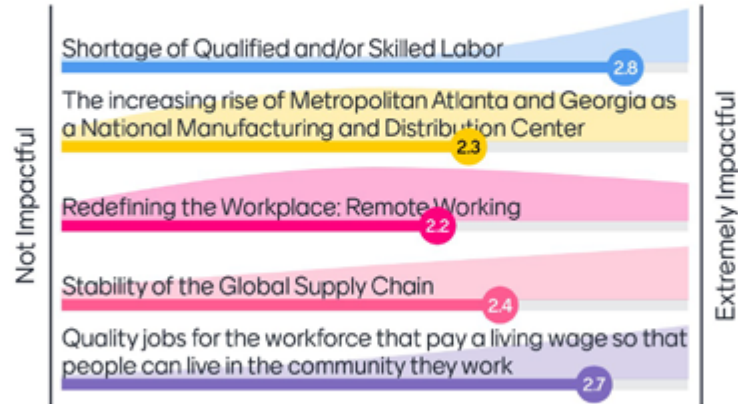 Shortage of Qualified and/or Skilled Labor
2.8
The increasing rise of Metropolitan Atlanta and Georgia as
a National Manufacturing and Distribution Center
2.3
Redefining the Workplace: Remote Working
2.2
Stability of the Global Supply Chain
2.4
Quality jobs for the workforce that pay a living wage so that
people can live in the community they work
2.7
Not Impactful
Extremely Impactful